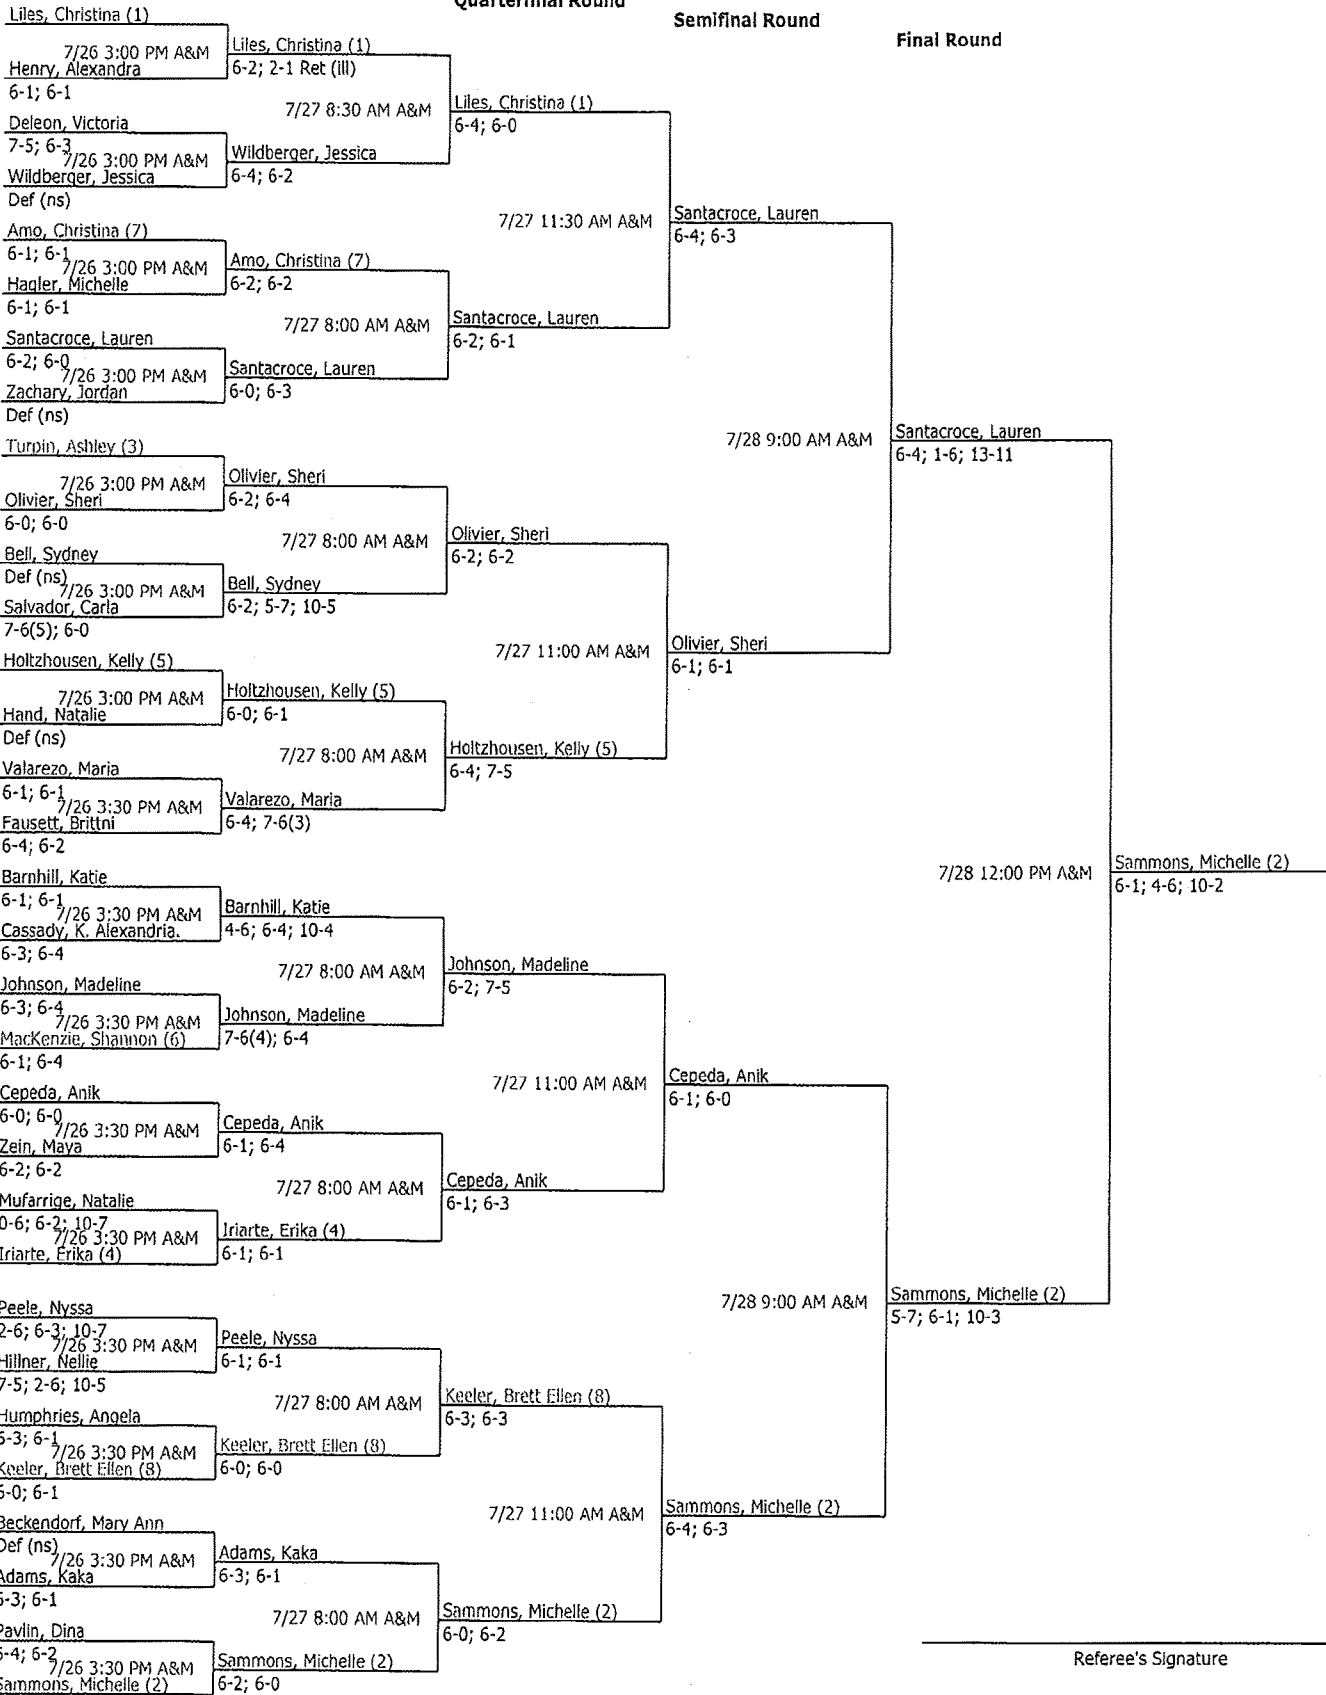 Quarterfinal Round
Semifinal Round
Final Round
Liles, Christina (1)
7/26 3:00 PM A&M
Henry, Alexandra
6-1; 6-1
Liles, Christina (1)
6-2; 2-1 Ret (ill)
7/27 8:30 AM A&M
Deleon, Victoria
7-5; 6-3
7/26 3:00 PM A&M
Wildberger, Jessica
Def (ns)
Wildberger, Jessica
6-4; 6-2
Liles, Christina (1)
6-4; 6-0
7/27 11:30 AM A&M
Amo, Christina (7)
6-1; 6-1
7/26 3:00 PM A&M
Hagler, Michelle
6-1; 6-1
Amo, Christina (7)
6-2; 6-2
7/27 8:00 AM A&M
Santacroce, Lauren
6-2; 6-0
7/26 3:00 PM A&M
Zachary, Jordan
Def (ns)
Santacroce, Lauren
6-0; 6-3
Santacroce, Lauren
6-2; 6-1
Santacroce, Lauren
6-4; 6-3
7/28 9:00 AM A&M
Turpin, Ashley (3)
7/26 3:00 PM A&M
Olivier, Sheri
6-0; 6-0
Olivier, Sheri
6-2; 6-4
7/27 8:00 AM A&M
Bell, Sydney
Def (ns)
7/26 3:00 PM A&M
Salvador, Carla
7-6(5); 6-0
Bell, Sydney
6-2; 5-7; 10-5
Olivier, Sheri
6-2; 6-2
7/27 11:00 AM A&M
Holtzhousen, Kelly (5)
7/26 3:00 PM A&M
Hand, Natalie
Def (ns)
Holtzhousen, Kelly (5)
6-0; 6-1
7/27 8:00 AM A&M
Valarezo, Maria
6-1; 6-1
7/26 3:30 PM A&M
Fausett, Brittni
6-4; 6-2
Valarezo, Maria
6-4; 7-6(3)
Holtzhousen, Kelly (5)
6-4; 7-5
Olivier, Sheri
6-1; 6-1
Santacroce, Lauren
6-4; 1-6; 13-11
7/28 12:00 PM A&M
Sammons, Michelle (2)
6-1; 4-6; 10-2
Barnhill, Katie
6-1; 6-1
7/26 3:30 PM A&M
Cassady, K. Alexandria.
6-3; 6-4
Barnhill, Katie
4-6; 6-4; 10-4
7/27 8:00 AM A&M
Johnson, Madeline
6-3; 6-4
7/26 3:30 PM A&M
MacKenzie, Shannon (6)
6-1; 6-4
Johnson, Madeline
7-6(4); 6-4
Johnson, Madeline
6-2; 7-5
7/27 11:00 AM A&M
Cepeda, Anik
6-0; 6-0
7/26 3:30 PM A&M
Zein, Maya
6-2; 6-2
Cepeda, Anik
6-1; 6-4
7/27 8:00 AM A&M
Mufarrige, Natalie
0-6; 6-2; 10-7
7/26 3:30 PM A&M
Iriarte, Erika (4)
Iriarte, Erika (4)
6-1; 6-1
Cepeda, Anik
6-1; 6-3
Cepeda, Anik
6-1; 6-0
7/28 9:00 AM A&M
Peele, Nyssa
2-6; 6-3; 10-7
7/26 3:30 PM A&M
Hillner, Nellie
7-5; 2-6; 10-5
Peele, Nyssa
6-1; 6-1
7/27 8:00 AM A&M
Humphries, Angela
6-3; 6-1
7/26 3:30 PM A&M
Keeler, Brett Ellen (8)
6-0; 6-1
Keeler, Brett Ellen (8)
6-0; 6-0
Keeler, Brett Ellen (8)
6-3; 6-3
7/27 11:00 AM A&M
Beckendorf, Mary Ann
Def (ns)
7/26 3:30 PM A&M
Adams, Kaka
6-3; 6-1
Adams, Kaka
6-3; 6-1
7/27 8:00 AM A&M
Pavlin, Dina
6-4; 6-2
7/26 3:30 PM A&M
Sammons, Michelle (2)
Sammons, Michelle (2)
6-2; 6-0
Sammons, Michelle (2)
6-0; 6-2
Sammons, Michelle (2)
6-4; 6-3
Sammons, Michelle (2)
5-7; 6-1; 10-3
Referee's Signature